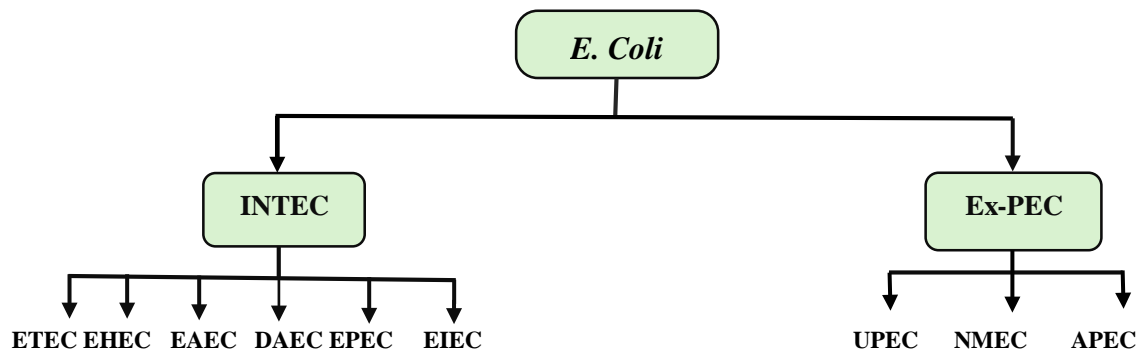 E. Coli
INTEC Ex-PEC
ETEC EHEC EAEC DAEC EPEC EIEC UPEC NMEC APEC